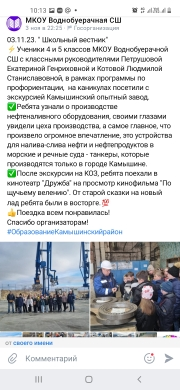 10:13
МКОУ Воднобуерачная СШ
3 ноя в 22:25 · Госорганизация
03.11.23. " Школьный вестник"
⚡Ученики 4 и 5 классов МКОУ Воднобуерачной
СШ с классными руководителями Петрушовой
Екатериной Генриховной и Котовой Людмилой
Станиславовной, в рамках программы по
профориентации, на каникулах посетили с
экскурсией Камышинский опытный завод.
✅Ребята узнали о производстве
нефтеналивного оборудования, своими глазами
увидели цеха производства, а самое главное, что
произвело огромное впечатление, это устройства
для налива-слива нефти и нефтепродуктов в
морские и речные суда - танкеры, которые
производятся только в городе Камышине.
✅После экскурсии на КОЗ, ребята поехали в
кинотеатр "Дружба" на просмотр кинофильма "По
щучьему велению". От старой сказки на новый
лад ребята были в восторге. 💯
👍Поездка всем понравилась!
Спасибо организаторам!
#ОбразованиеКамышинскийрайон
от своего имени
Комментарий